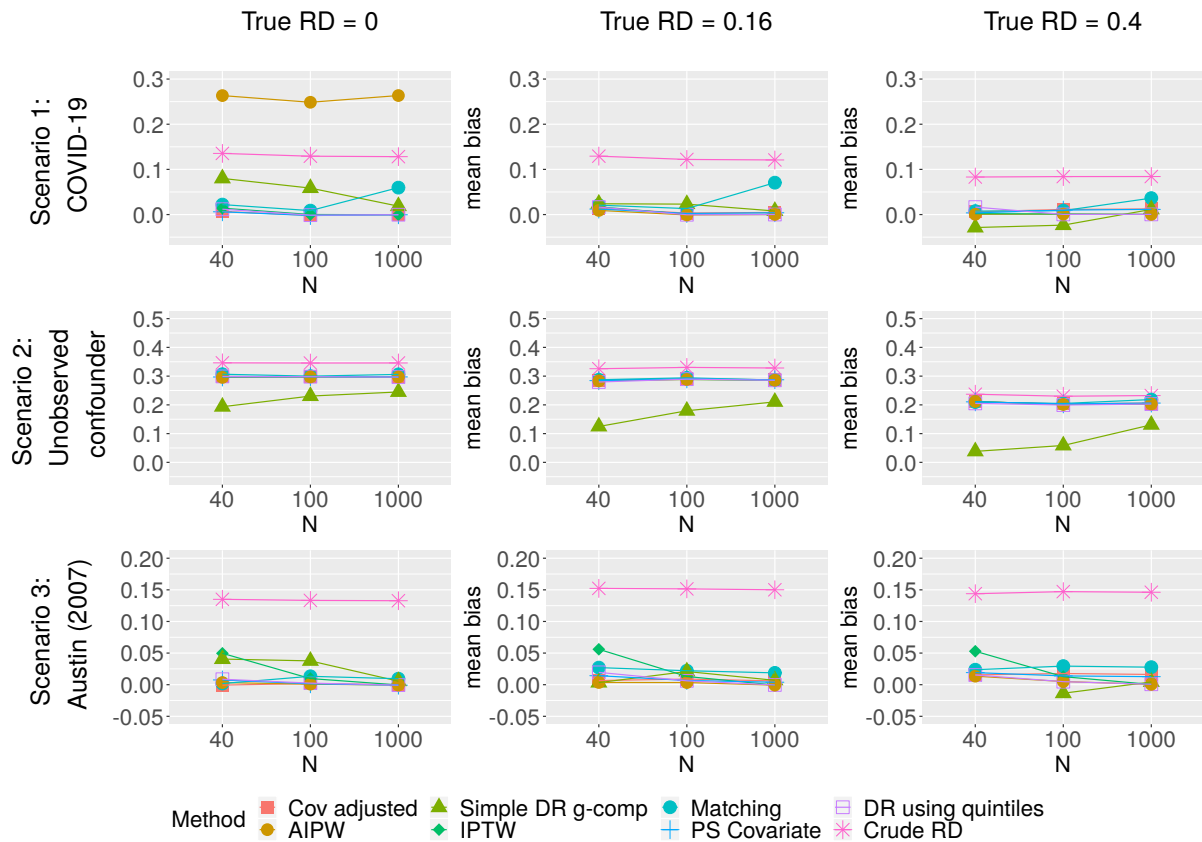 True RD = 0
True RD = 0.16
True RD = 0.4
Scenario 1:
COVID-19
0.3
0.2
0.1
0.0
40
100
1000
N
mean bias
0.3
0.2
0.1
0.0
40
100
1000
N
mean bias
0.3
0.2
0.1
0.0
40
100
1000
N
Scenario 2:
Unobserved
confounder
0.5
0.4
0.3
0.2
0.1
0.0
40
100
1000
N
mean bias
0.5
0.4
0.3
0.2
0.1
0.0
40
100
1000
N
mean bias
0.5
0.4
0.3
0.2
0.1
0.0
40
100
1000
N
Scenario 3:
Austin (2007)
0.20
0.15
0.10
0.05
0.00
-0.05
40
100
1000
N
mean bias
0.20
0.15
0.10
0.05
0.00
-0.05
40
100
1000
N
mean bias
0.20
0.15
0.10
0.05
0.00
-0.05
40
100
1000
N
Method
Cov adjusted
Simple DR g-comp
Matching
DR using quintiles
AIPW
IPTW
PS Covariate
Crude RD